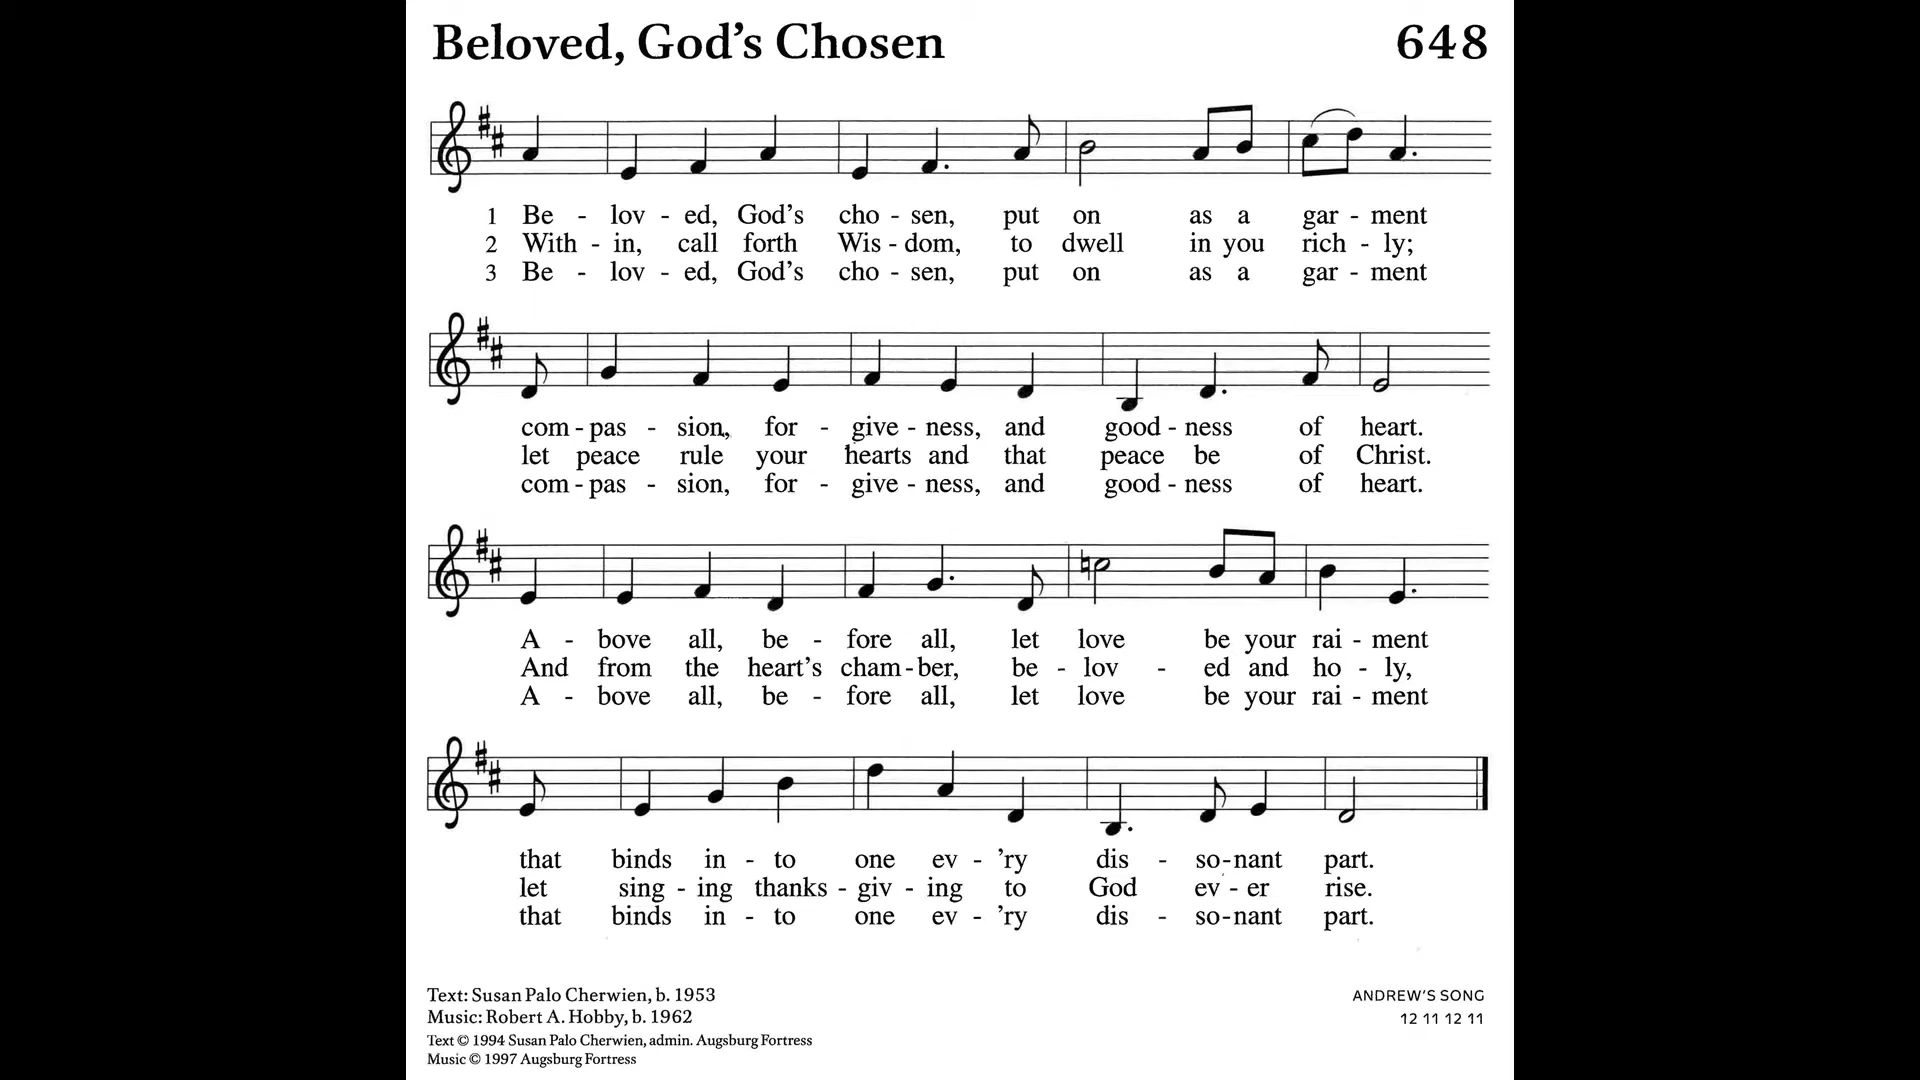 Beloved, God's Chosen 648
1 Be - lov - ed, God's cho - sen, put on as a gar - ment
2 With - in, call forth Wis - dom, to dwell in you rich - ly;
3 Be - lov - ed, God's cho - sen, put on as a gar - ment
com - pas - sion, for - give - ness, and good - ness of heart.
let peace rule your hearts and that peace be of Christ.
com - pas - sion, for - give - ness, and good - ness of heart.
A - bove all, be - fore all, let love be your rai - ment
And from the heart's cham - ber, be - lov - ed and ho - ly,
A - bove all, be - fore all, let love be your rai - ment
that binds in - to one ev - 'ry dis - so - nant part.
let sing - ing thanks - giv - ing to God ev - er rise.
that binds in - to one ev - 'ry dis - so - nant part.
Text: Susan Palo Cherwien, b. 1953
Music: Robert A. Hobby, b. 1962
Text © 1994 Susan Palo Cherwien, admin. Augsburg Fortress
Music © 1997 Augsburg Fortress
ANDREW'S SONG
12 11 12 11